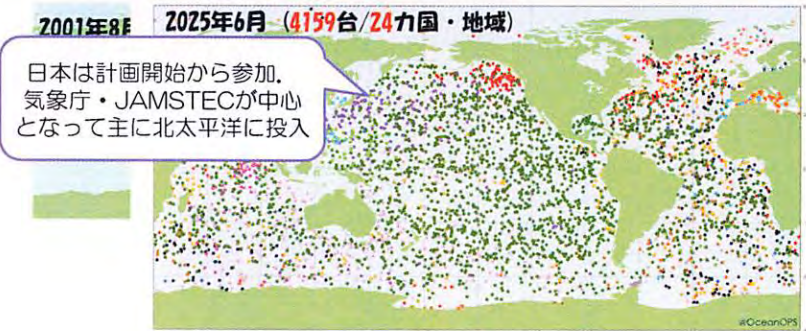 2001年8月
2025年6月（4159台/24カ国・地域）
日本は計画開始から参加.
気象庁・JAMSTECが中心
となって主に北太平洋に投入
@OceanOPS